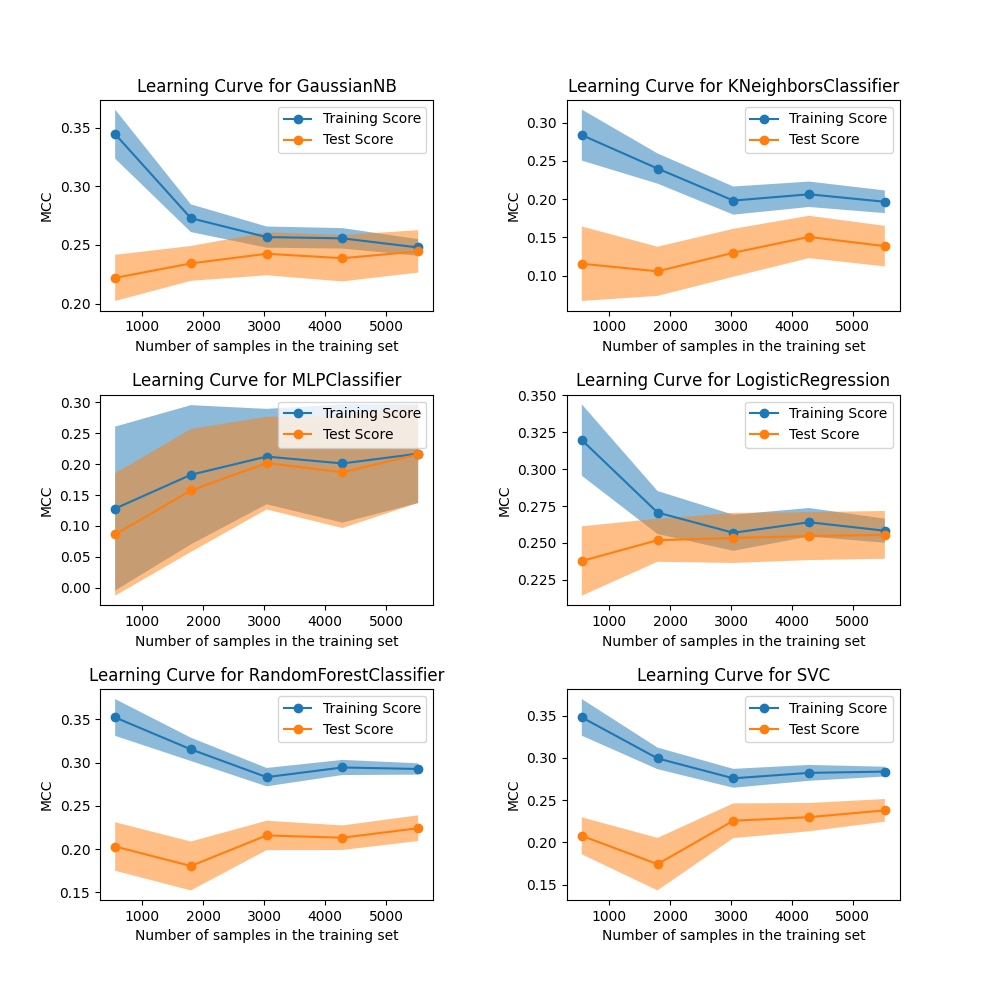 Learning Curve for GaussianNB
0.35
0.30
0.25
0.20
MCC
Training Score
Test Score
1000 2000 3000 4000 5000
Number of samples in the training set
Learning Curve for KNeighborsClassifier
0.30
0.25
0.20
0.15
0.10
MCC
Training Score
Test Score
1000 2000 3000 4000 5000
Number of samples in the training set
Learning Curve for MLPClassifier
0.30
0.25
0.20
0.15
0.10
0.05
0.00
MCC
Training Score
Test Score
1000 2000 3000 4000 5000
Number of samples in the training set
Learning Curve for LogisticRegression
0.350
0.325
0.300
0.275
0.250
0.225
MCC
Training Score
Test Score
1000 2000 3000 4000 5000
Number of samples in the training set
Learning Curve for RandomForestClassifier
0.35
0.30
0.25
0.20
0.15
MCC
Training Score
Test Score
1000 2000 3000 4000 5000
Number of samples in the training set
Learning Curve for SVC
0.35
0.30
0.25
0.20
0.15
MCC
Training Score
Test Score
1000 2000 3000 4000 5000
Number of samples in the training set